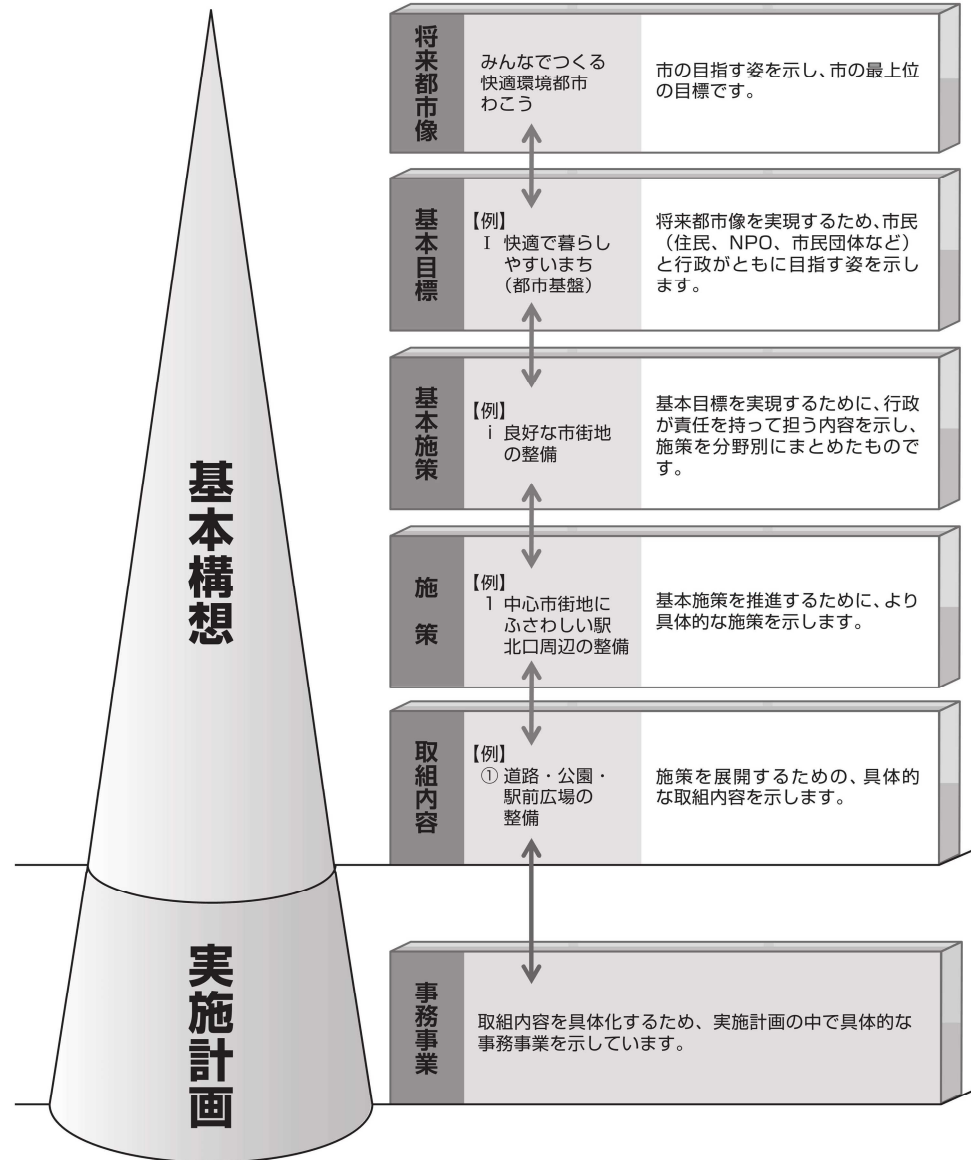 基本構想
実施計画
将来都市像
みんなでつくる
快適環境都市
わこう
市の目指す姿を示し、市の最上位
の目標です。
基本目標
【例】
Ⅰ 快適で暮らし
やすいまち
（都市基盤）
将来都市像を実現するため、市民
（住民、NPO、市民団体など）
と行政がともに目指す姿を示し
ます。
基本施策
【例】
ⅰ 良好な市街地
の整備
基本目標を実現するために、行政
が責任を持って担う内容を示し、
施策を分野別にまとめたもので
す。
施策
【例】
1 中心市街地に
ふさわしい駅
北口周辺の整備
基本施策を推進するために、より
具体的な施策を示します。
取組内容
【例】
① 道路・公園・
駅前広場の
整備
施策を展開するための、具体的
な取組内容を示します。
事務事業
取組内容を具体化するため、実施計画の中で具体的な
事務事業を示しています。